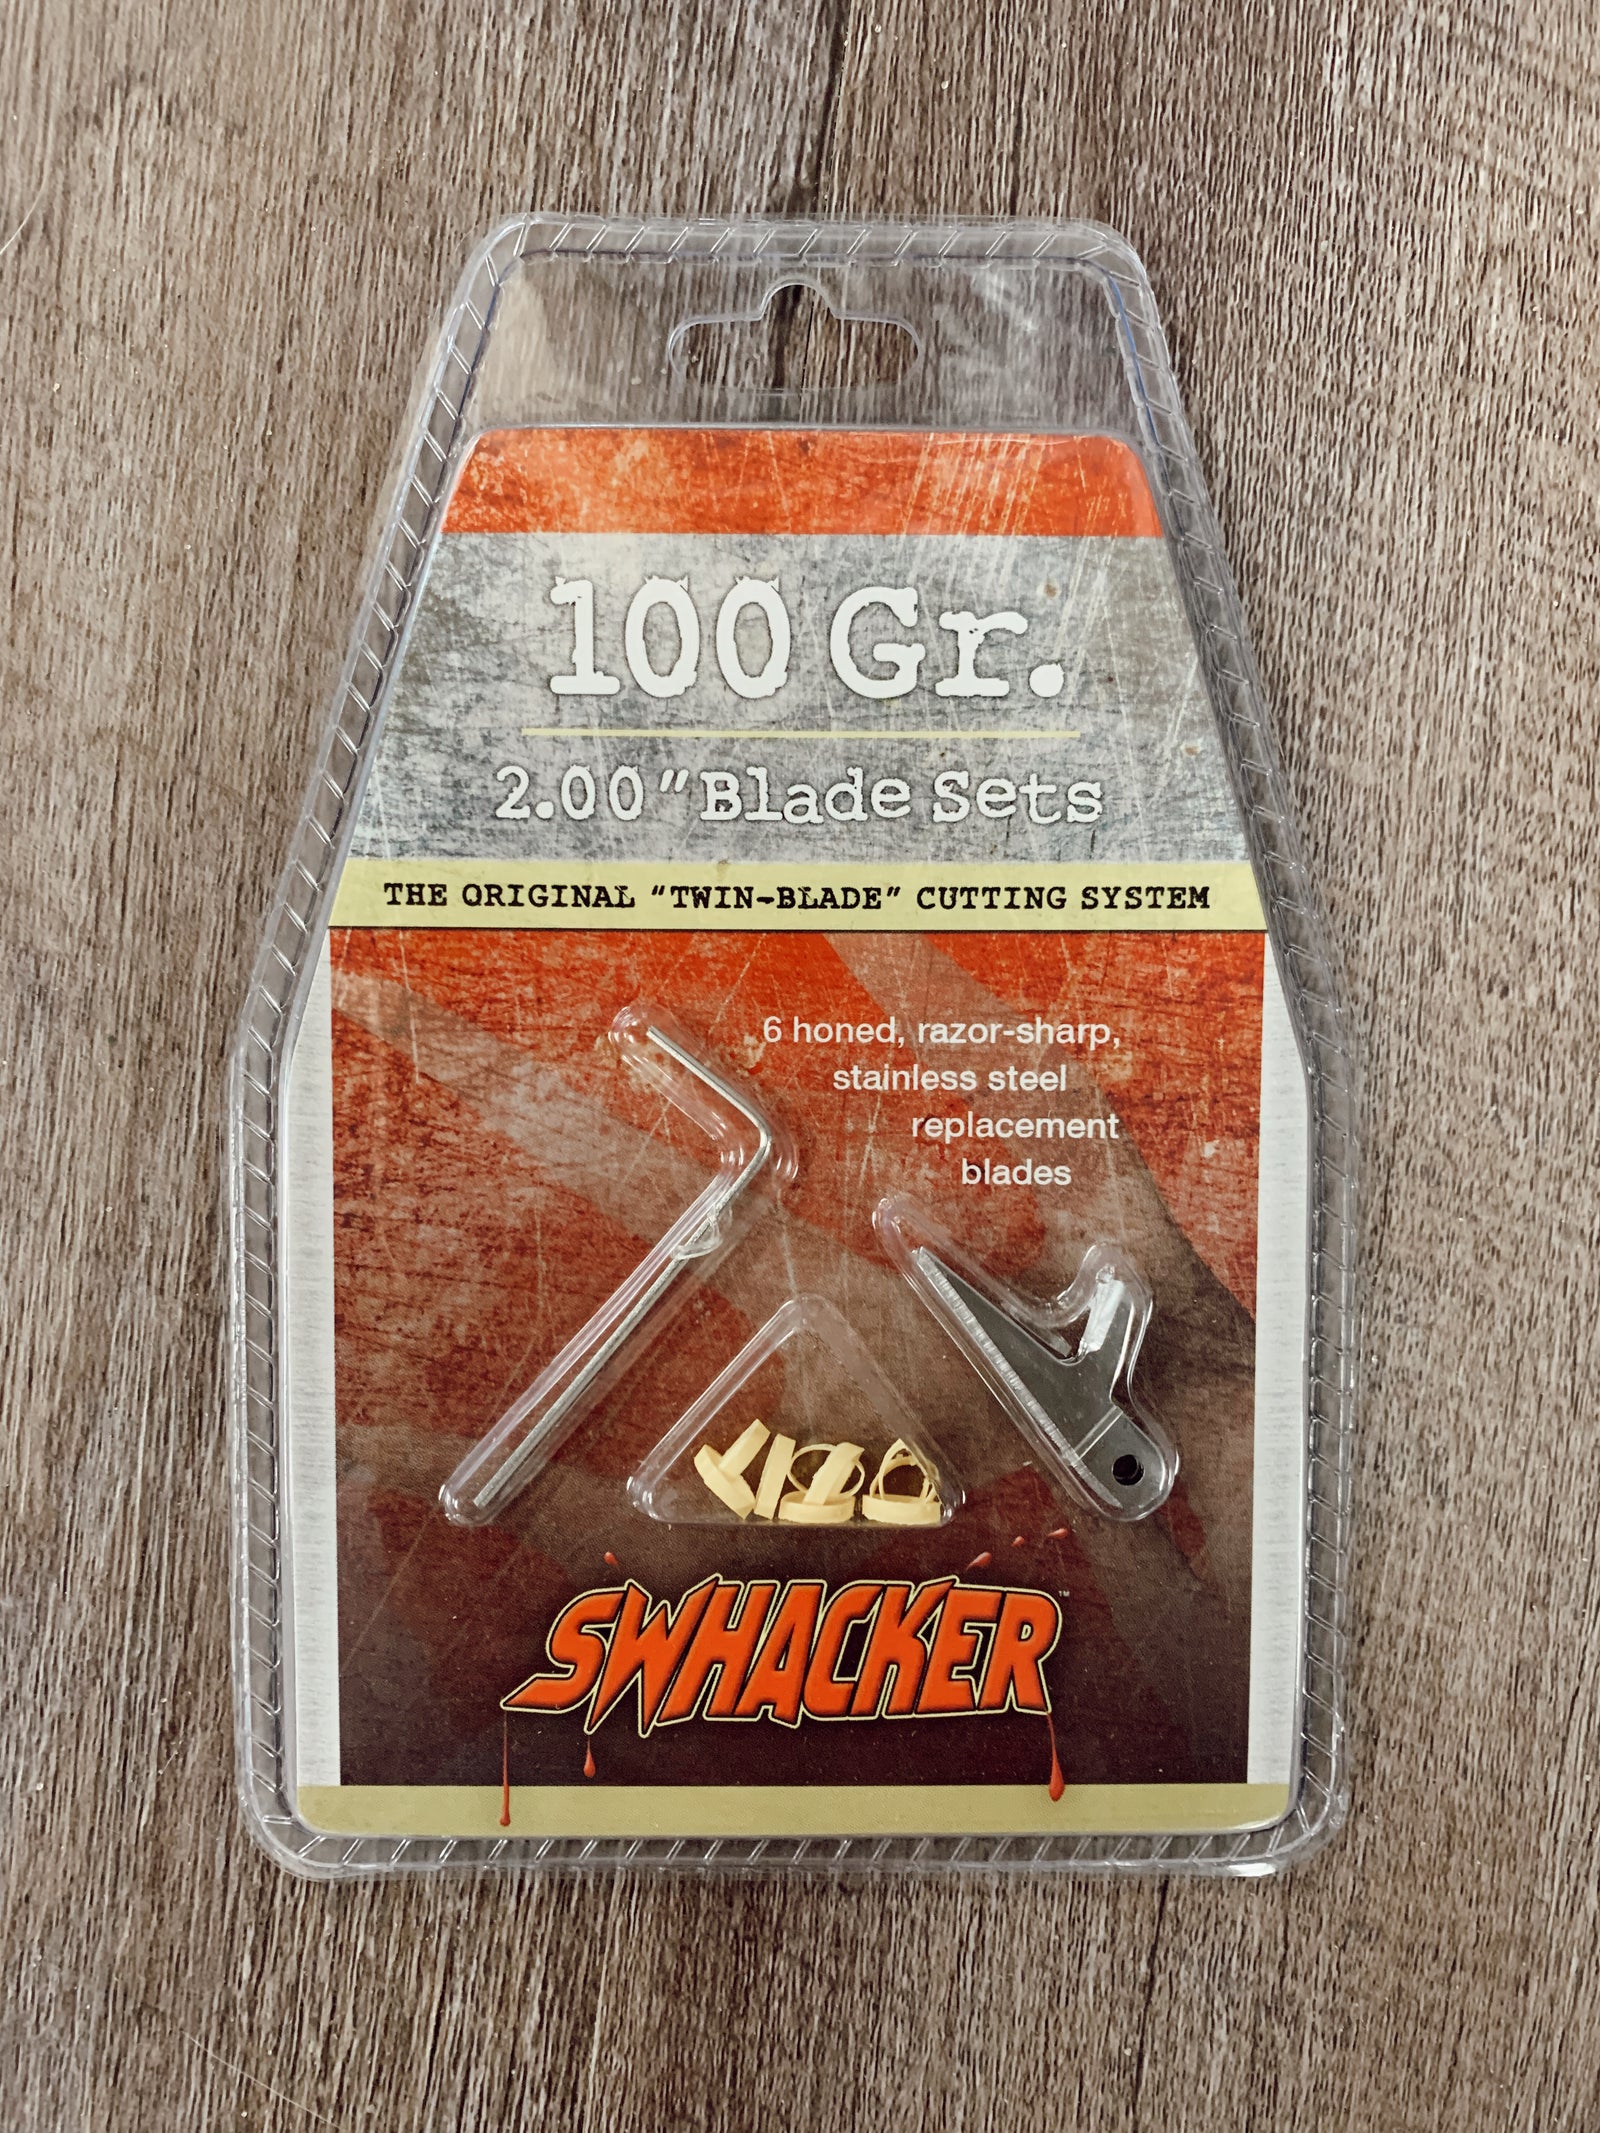 100 Gr.
2.00" Blade Sets
THE ORIGINAL "TWIN-BLADE" CUTTING SYSTEM
6 honed, razor-sharp,
stainless steel
replacement
blades
SWHACKER™